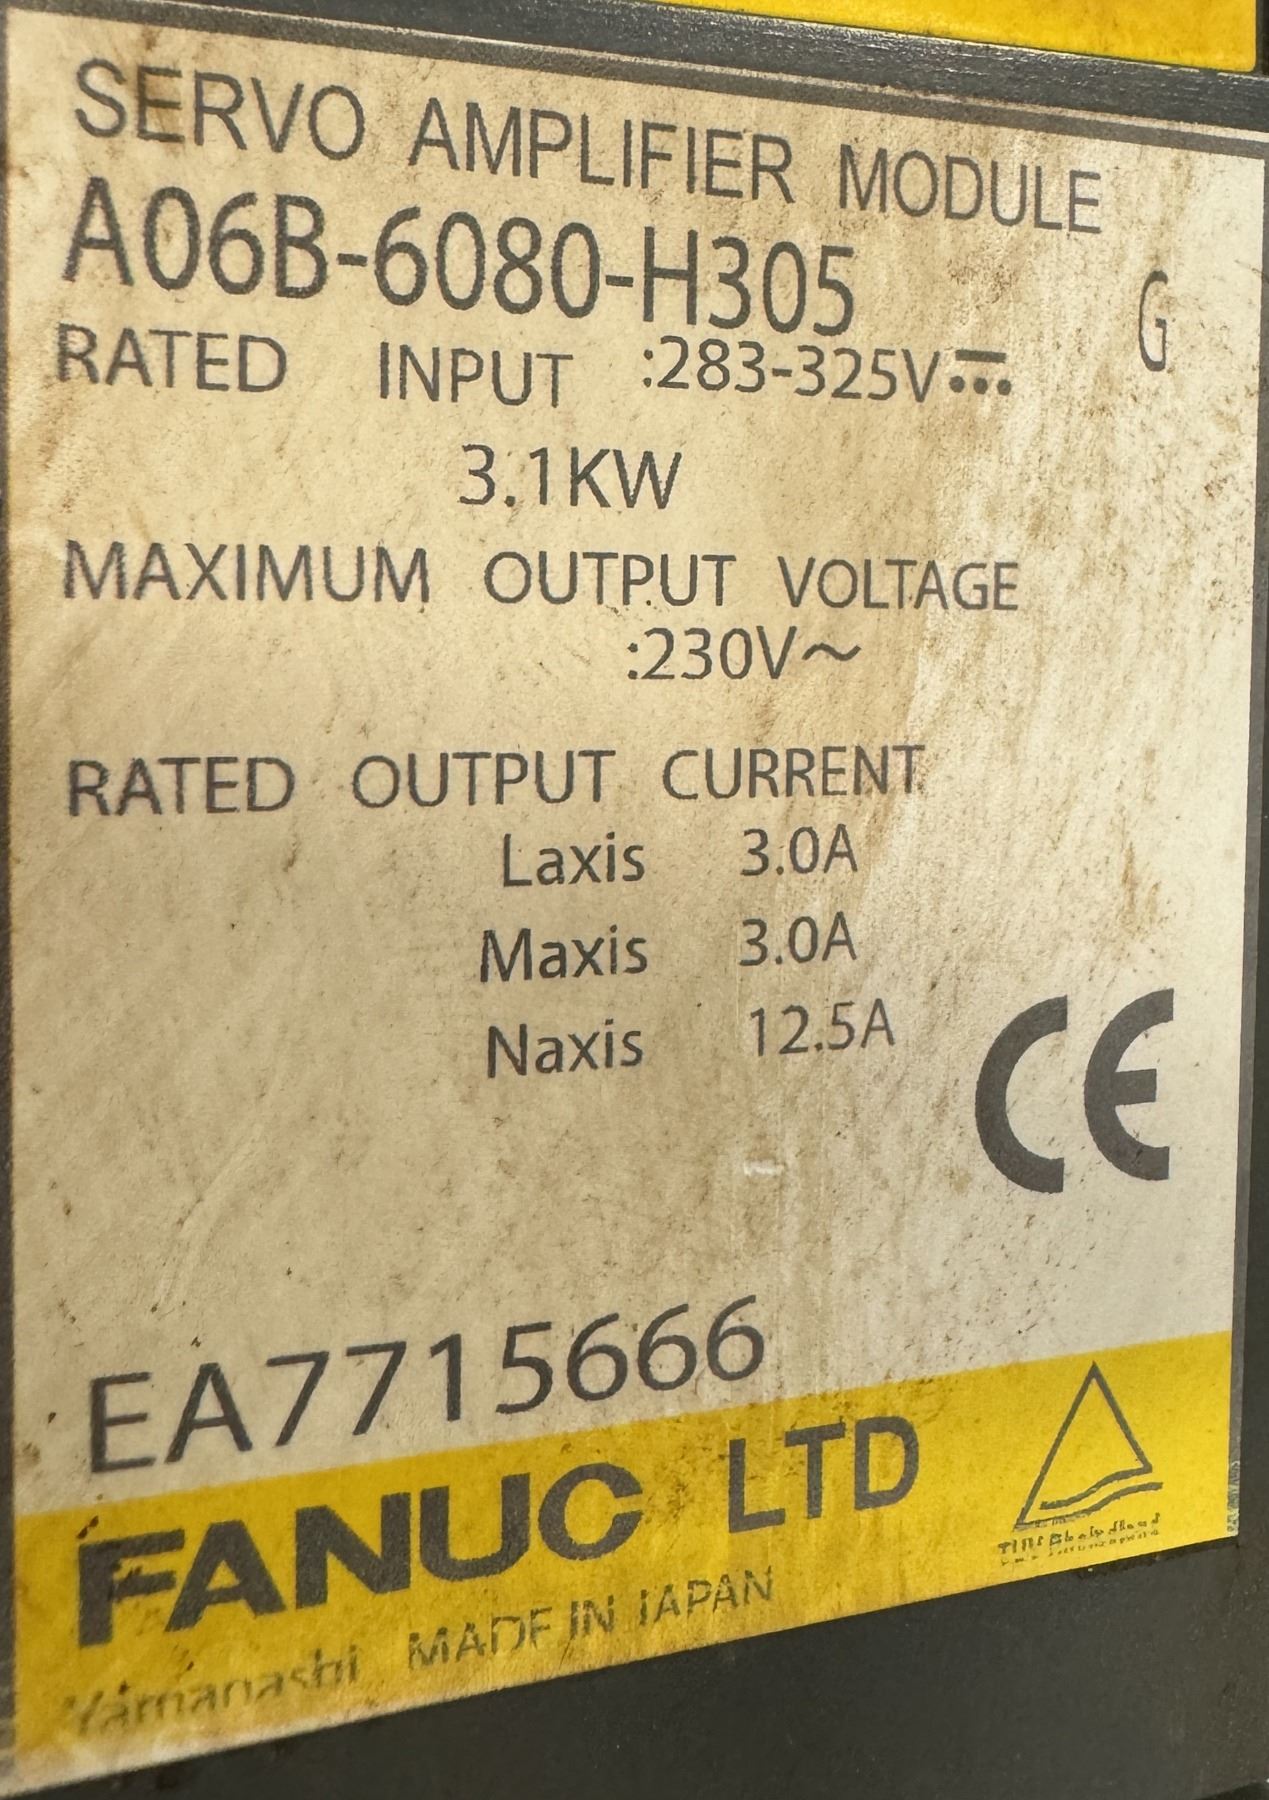 SERVO AMPLIFIER MODULE
A06B-6080-H305 G
RATED INPUT :283-325V⎓
3.1KW
MAXIMUM OUTPUT VOLTAGE
:230V~
RATED OUTPUT CURRENT
Laxis 3.0A
Maxis 3.0A
Naxis 12.5A
CE
EA7715666
FANUC LTD
Yamanashi MADE IN JAPAN